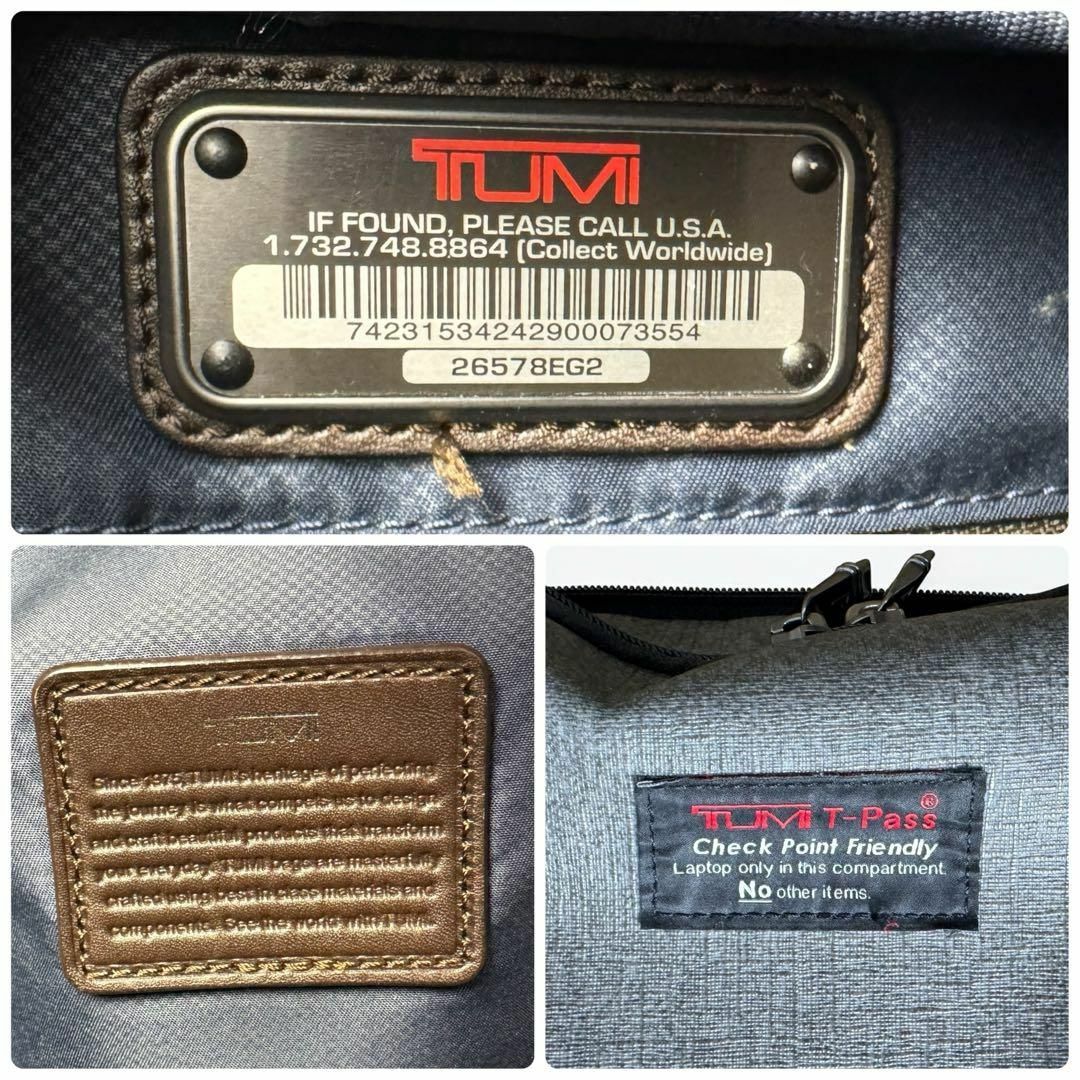 TUMI
IF FOUND, PLEASE CALL U.S.A.
1.732.748.8864 (Collect Worldwide)
74231534242900073554
26578EG2
TUMI
Since 1975, TUMI's heritage of perfecting
the journey is what compels us to design
and craft beautiful products that transform
your every day. TUMI bags are masterfully
crafted using best in class materials and
components. See the world with TUMI.
TUMI T-Pass®
Check Point Friendly
Laptop only in this compartment.
No other items.